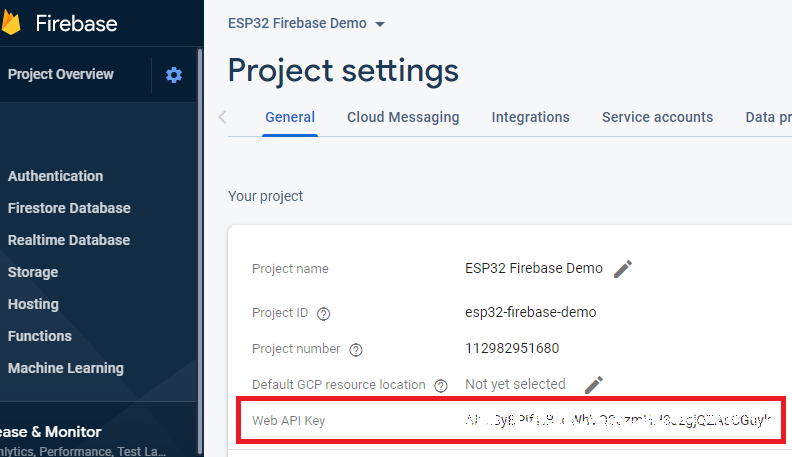 Firebase
ESP32 Firebase Demo
Project Overview
Project settings
General Cloud Messaging Integrations Service accounts Data pr
Authentication
Firestore Database
Realtime Database
Storage
Hosting
Functions
Machine Learning
Your project
Project name ESP32 Firebase Demo
Project ID esp32-firebase-demo
Project number 112982951680
Default GCP resource location Not yet selected
Web API Key
ease & Monitor
alytics, Performance, Test La...